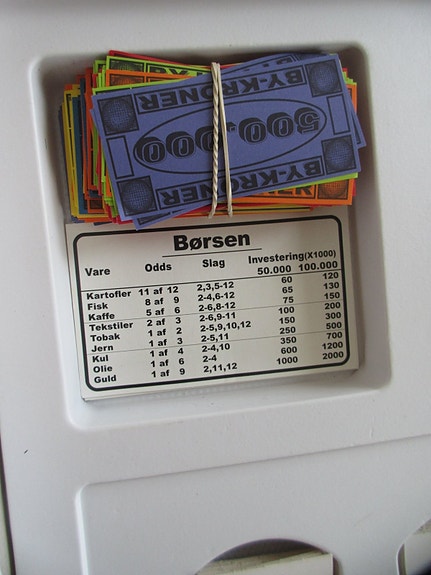 BY-KRONER
500.000
BY-KRONER
Børsen
Vare Odds Slag Investering(X1000)
50.000 100.000
Kartofler 11 af 12 2,3,5-12 60 120
Fisk 8 af 9 2-4,6-12 65 130
Kaffe 5 af 6 2-6,8-12 75 150
Tekstiler 2 af 3 2-6,9-11 100 200
Tobak 1 af 2 2-5,9,10,12 150 300
Jern 1 af 3 2-5,11 250 500
Kul 1 af 4 2-4,10 350 700
Olie 1 af 6 2-4 600 1200
Guld 1 af 9 2,11,12 1000 2000